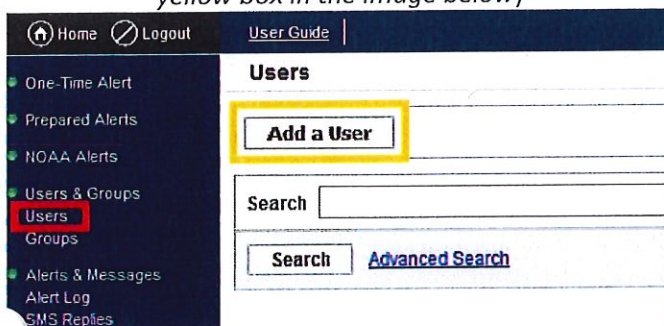 yellow box in the image below)
Home Logout User Guide
One-Time Alert
Prepared Alerts
NOAA Alerts
Users & Groups
Users
Groups
Alerts & Messages
Alert Log
SMS Replies
Users
Add a User
Search
Search Advanced Search